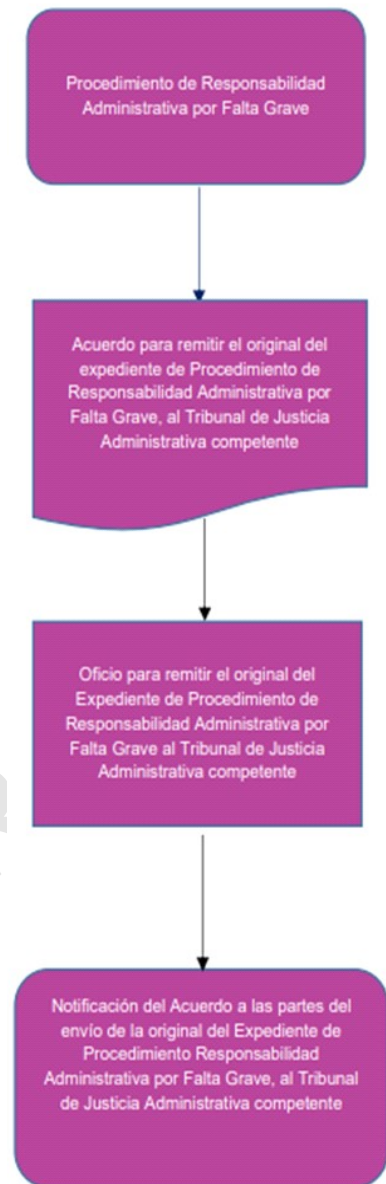 Procedimiento de Responsabilidad
Administrativa por Falta Grave
Acuerdo para remitir el original del
expediente de Procedimiento de
Responsabilidad Administrativa por
Falta Grave, al Tribunal de Justicia
Administrativa competente
Oficio para remitir el original del
Expediente de Procedimiento de
Responsabilidad Administrativa por
Falta Grave al Tribunal de Justicia
Administrativa competente
Notificación del Acuerdo a las partes del
envío de la original del Expediente de
Procedimiento Responsabilidad
Administrativa por Falta Grave, al Tribunal
de Justicia Administrativa competente